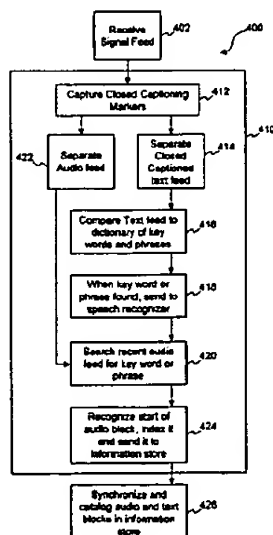 Receive
Signal Feed
402
400
Capture Closed Captioning
Markers
412
410
422
Separate
Audio feed
Separate
Closed
Captioned
text feed
414
Compare Text feed to
dictionary of key
words and phrases
416
When key word or
phrase found, send to
speech recognizer
418
Search recent audio
feed for key word or
phrase
420
Recognize start of
audio block, index it
and send it to
information store
424
Synchronize and
catalog audio and text
blocks in information
store
426